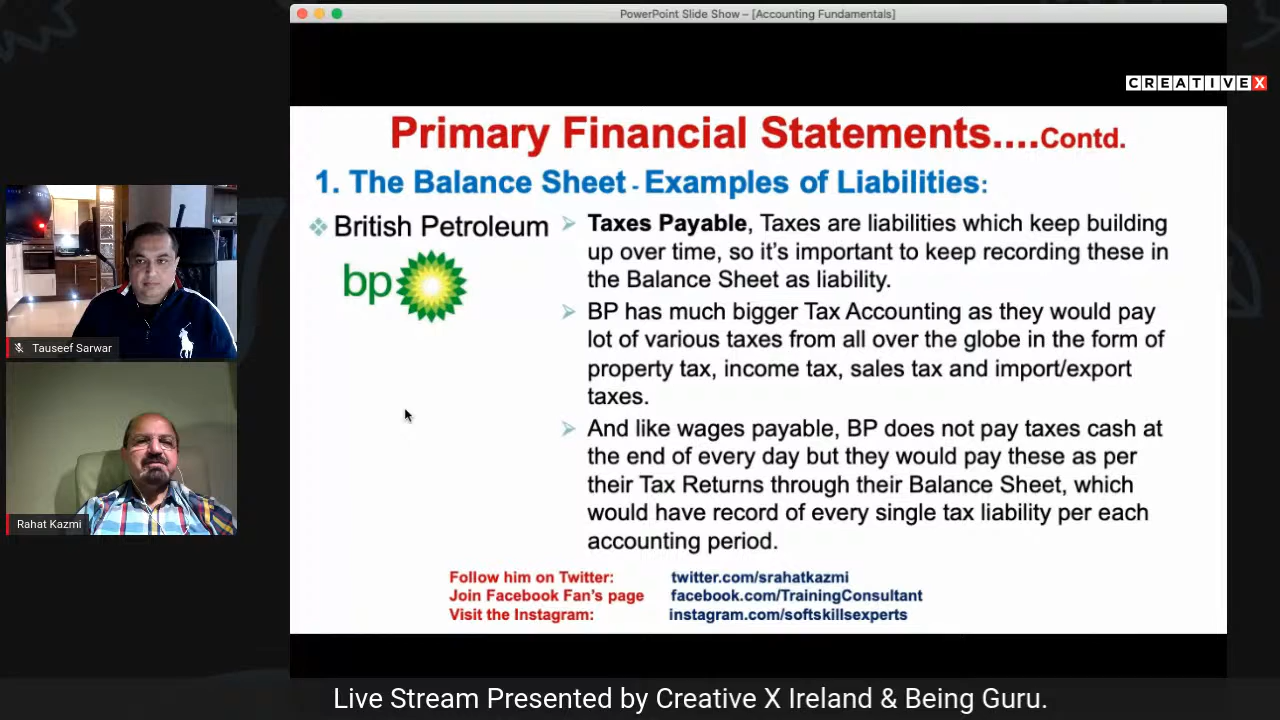 PowerPoint Slide Show – [Accounting Fundamentals]
CREATIVEX
Primary Financial Statements....Contd.
1. The Balance Sheet - Examples of Liabilities:
British Petroleum
bp
Taxes Payable, Taxes are liabilities which keep building
up over time, so it's important to keep recording these in
the Balance Sheet as liability.
BP has much bigger Tax Accounting as they would pay
lot of various taxes from all over the globe in the form of
property tax, income tax, sales tax and import/export
taxes.
And like wages payable, BP does not pay taxes cash at
the end of every day but they would pay these as per
their Tax Returns through their Balance Sheet, which
would have record of every single tax liability per each
accounting period.
Follow him on Twitter: twitter.com/srahatkazmi
Join Facebook Fan's page facebook.com/TrainingConsultant
Visit the Instagram: instagram.com/softskillsexperts
Tauseef Sarwar
Rahat Kazmi
Live Stream Presented by Creative X Ireland & Being Guru.